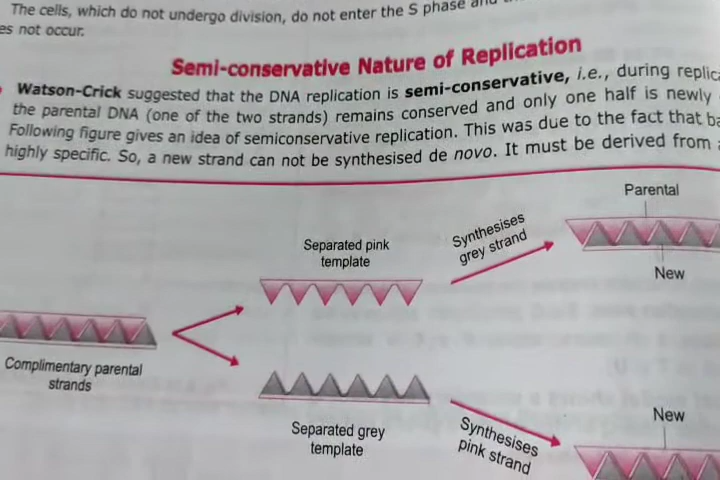 The cells, which do not undergo division, do not enter the S phase and
es not occur.
Semi-conservative Nature of Replication
Watson-Crick suggested that the DNA replication is semi-conservative, i.e., during replic
the parental DNA (one of the two strands) remains conserved and only one half is newly
Following figure gives an idea of semiconservative replication. This was due to the fact that ba
highly specific. So, a new strand can not be synthesised de novo. It must be derived from
Parental
Separated pink
template
Synthesises
grey strand
New
Complimentary parental
strands
Separated grey
template
Synthesises
pink strand
New